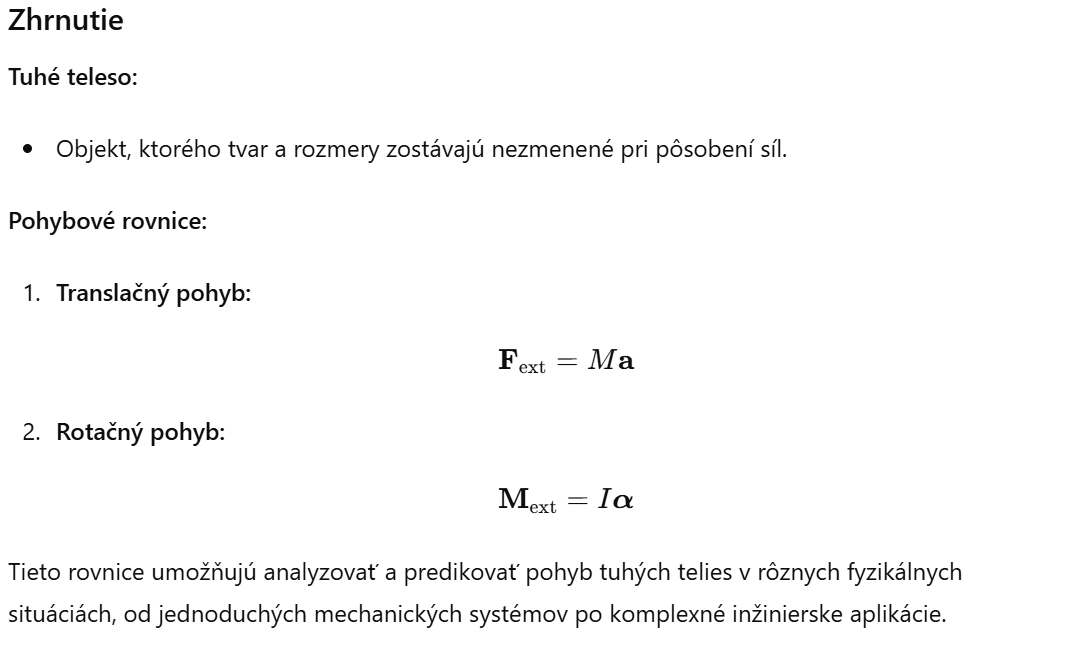 Zhrnutie
Tuhé teleso:
• Objekt, ktorého tvar a rozmery zostávajú nezmenené pri pôsobení síl.
Pohybové rovnice:
1. Translačný pohyb:
F_ext = Ma
2. Rotačný pohyb:
M_ext = Iα
Tieto rovnice umožňujú analyzovať a predikovať pohyb tuhých telies v rôznych fyzikálnych
situáciách, od jednoduchých mechanických systémov po komplexné inžinierske aplikácie.